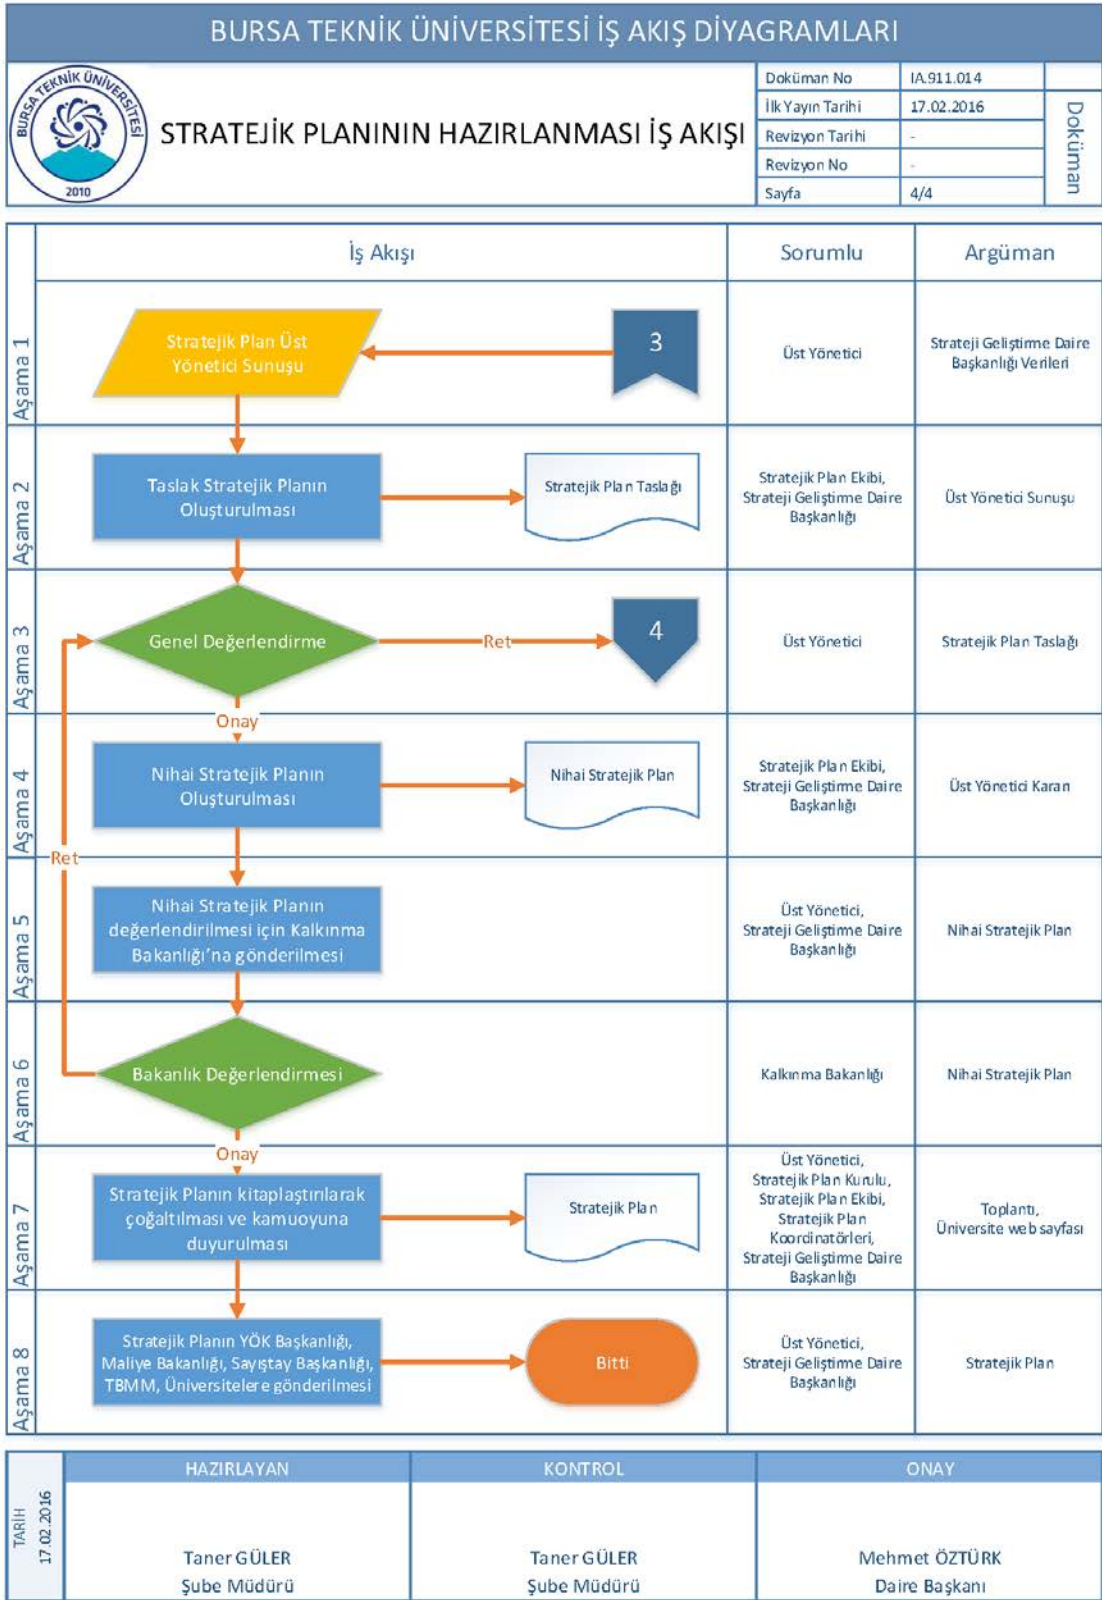 BURSA TEKNİK ÜNİVERSİTESİ İŞ AKIŞ DİYAGRAMLARI
BURSA TEKNİK ÜNİVERSİTESİ
2010
STRATEJİK PLANININ HAZIRLANMASI İŞ AKIŞI
Doküman No
IA.911.014
İlk Yayın Tarihi
17.02.2016
Revizyon Tarihi
-
Revizyon No
-
Sayfa
4/4
Doküman
İş Akışı
Sorumlu
Argüman
Aşama 1
Stratejik Plan Üst
Yönetici Sunuşu
3
Üst Yönetici
Strateji Geliştirme Daire
Başkanlığı Verileri
Aşama 2
Taslak Stratejik Planın
Oluşturulması
Stratejik Plan Taslağı
Stratejik Plan Ekibi,
Strateji Geliştirme Daire
Başkanlığı
Üst Yönetici Sunuşu
Aşama 3
Genel Değerlendirme
Ret
4
Üst Yönetici
Stratejik Plan Taslağı
Onay
Aşama 4
Nihai Stratejik Planın
Oluşturulması
Nihai Stratejik Plan
Stratejik Plan Ekibi,
Strateji Geliştirme Daire
Başkanlığı
Üst Yönetici Kararı
Ret
Aşama 5
Nihai Stratejik Planın
değerlendirilmesi için Kalkınma
Bakanlığı'na gönderilmesi
Üst Yönetici,
Strateji Geliştirme Daire
Başkanlığı
Nihai Stratejik Plan
Aşama 6
Bakanlık Değerlendirmesi
Kalkınma Bakanlığı
Nihai Stratejik Plan
Onay
Aşama 7
Stratejik Planın kitaplaştırılarak
çoğaltılması ve kamuoyuna
duyurulması
Stratejik Plan
Üst Yönetici,
Stratejik Plan Kurulu,
Stratejik Plan Ekibi,
Stratejik Plan
Koordinatörleri,
Strateji Geliştirme Daire
Başkanlığı
Toplantı,
Üniversite web sayfası
Aşama 8
Stratejik Planın YÖK Başkanlığı,
Maliye Bakanlığı, Sayıştay Başkanlığı,
TBMM, Üniversitelere gönderilmesi
Bitti
Üst Yönetici,
Strateji Geliştirme Daire
Başkanlığı
Stratejik Plan
TARİH
17.02.2016
HAZIRLAYAN
KONTROL
ONAY
Taner GÜLER
Şube Müdürü
Taner GÜLER
Şube Müdürü
Mehmet ÖZTÜRK
Daire Başkanı